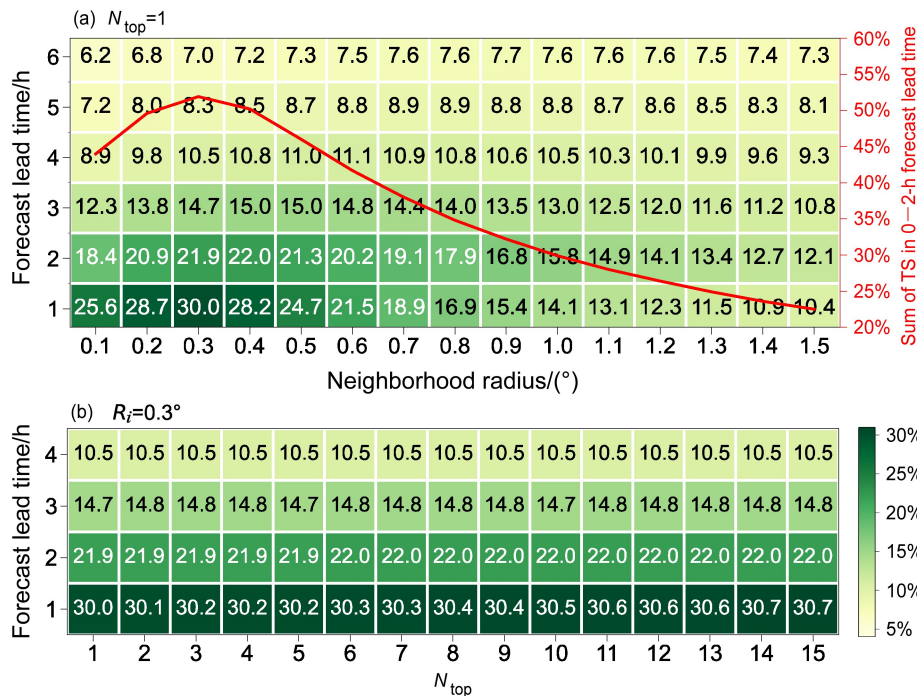 (a) N_top=1
Forecast lead time/h
6 6.2 6.8 7.0 7.2 7.3 7.5 7.6 7.6 7.7 7.6 7.6 7.6 7.5 7.4 7.3
5 7.2 8.0 8.3 8.5 8.7 8.8 8.9 8.9 8.8 8.8 8.7 8.6 8.5 8.3 8.1
4 8.9 9.8 10.5 10.8 11.0 11.1 10.9 10.8 10.6 10.5 10.3 10.1 9.9 9.6 9.3
3 12.3 13.8 14.7 15.0 15.0 14.8 14.4 14.0 13.5 13.0 12.5 12.0 11.6 11.2 10.8
2 18.4 20.9 21.9 22.0 21.3 20.2 19.1 17.9 16.8 15.8 14.9 14.1 13.4 12.7 12.1
1 25.6 28.7 30.0 28.2 24.7 21.5 18.9 16.9 15.4 14.1 13.1 12.3 11.5 10.9 10.4
0.1 0.2 0.3 0.4 0.5 0.6 0.7 0.8 0.9 1.0 1.1 1.2 1.3 1.4 1.5
Neighborhood radius/(°)
60%
55%
50%
45%
40%
35%
30%
25%
20%
Sum of TS in 0−2-h forecast lead time
(b) R_i=0.3°
Forecast lead time/h
4 10.5 10.5 10.5 10.5 10.5 10.5 10.5 10.5 10.5 10.5 10.5 10.5 10.5 10.5 10.5
3 14.7 14.8 14.8 14.8 14.7 14.8 14.8 14.8 14.8 14.7 14.8 14.8 14.8 14.8 14.8
2 21.9 21.9 21.9 21.9 21.9 22.0 22.0 22.0 22.0 22.0 22.0 22.0 22.0 22.0 22.0
1 30.0 30.1 30.2 30.2 30.2 30.3 30.3 30.4 30.4 30.5 30.6 30.6 30.6 30.7 30.7
1 2 3 4 5 6 7 8 9 10 11 12 13 14 15
N_top
30%
25%
20%
15%
10%
5%